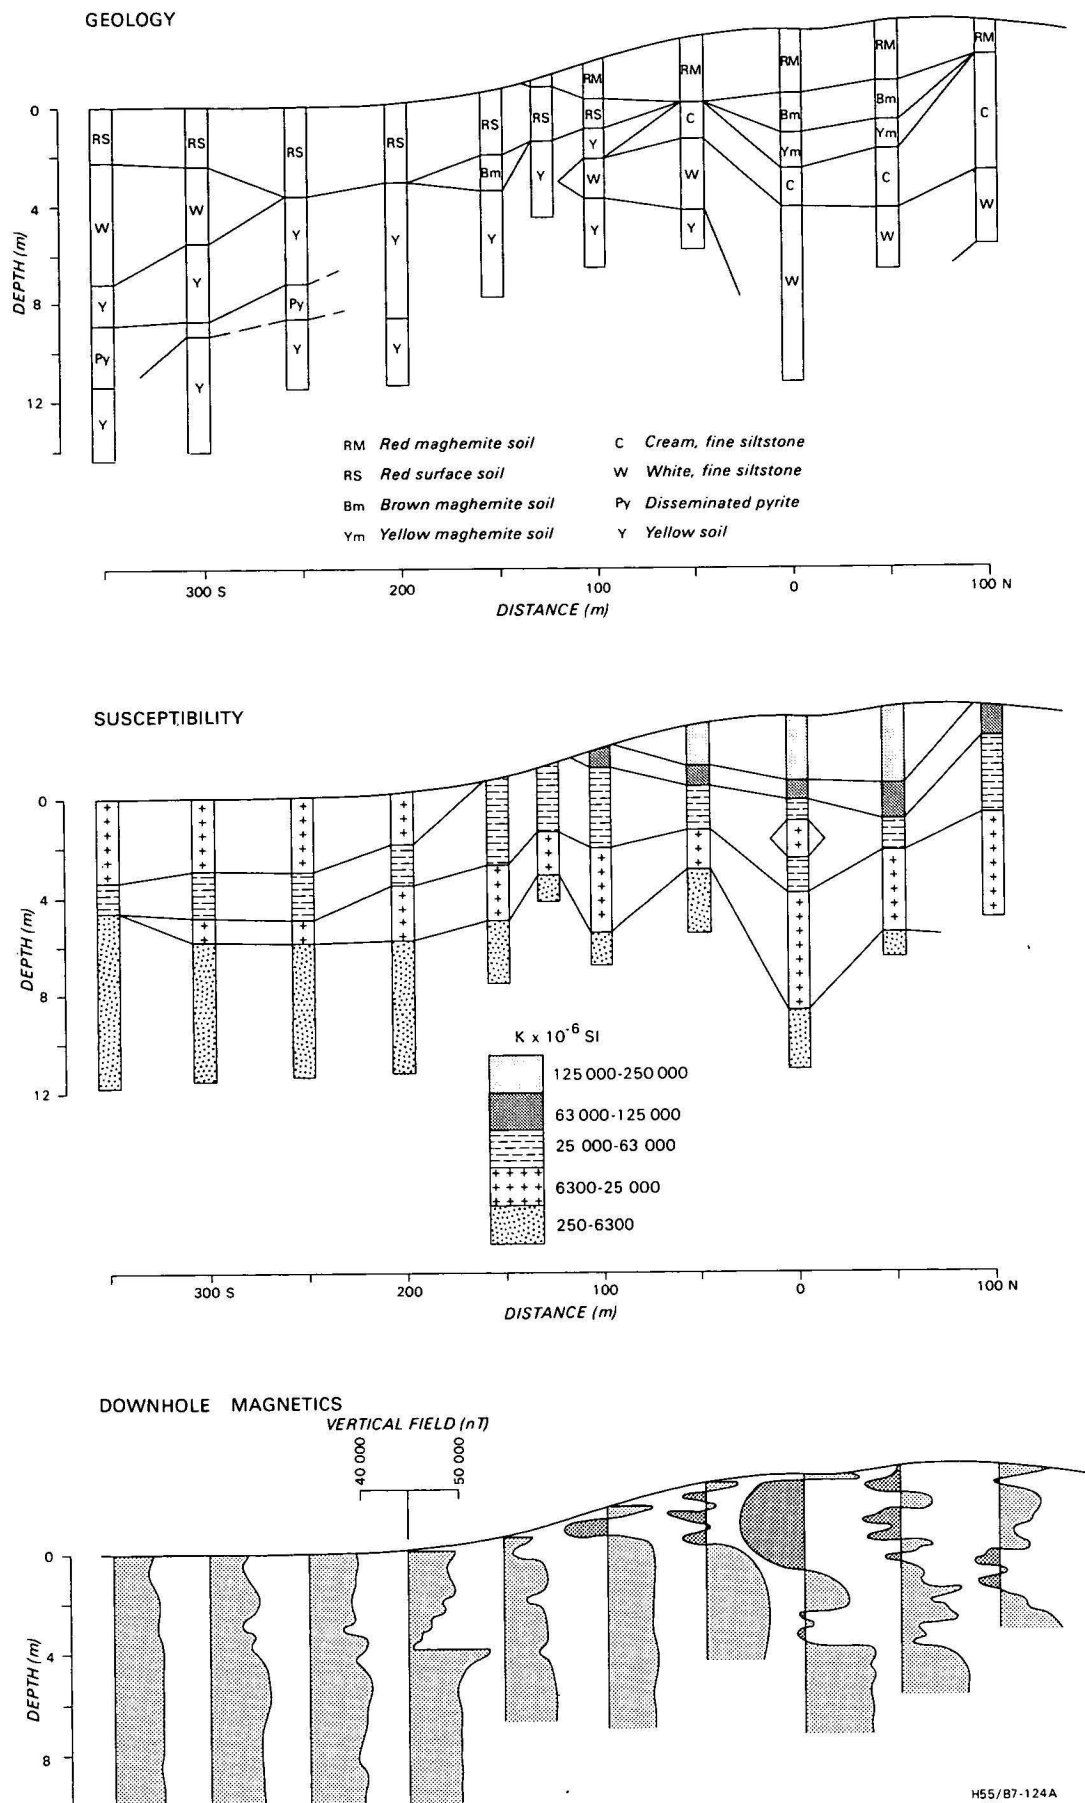 GEOLOGY
RM RM RM RM RM
0
RS RS RS RS RS RS RS C Bm Bm C
Y Ym Ym
Bm
W W Y Y W W C C W
4
Y Y Y Y Y W
Y Y W
DEPTH (m)
8
Py Py
Y Y Y Y
12
Y
RM Red maghemite soil C Cream, fine siltstone
RS Red surface soil W White, fine siltstone
Bm Brown maghemite soil Py Disseminated pyrite
Ym Yellow maghemite soil Y Yellow soil
300 S 200 100 0 100 N
DISTANCE (m)
SUSCEPTIBILITY
0
4
DEPTH (m)
8
12
K x 10-6 SI
125 000-250 000
63 000-125 000
25 000-63 000
6300-25 000
250-6300
300 S 200 100 0 100 N
DISTANCE (m)
DOWNHOLE MAGNETICS
VERTICAL FIELD (nT)
40 000 50 000
0
4
DEPTH (m)
8
H55/B7-124A